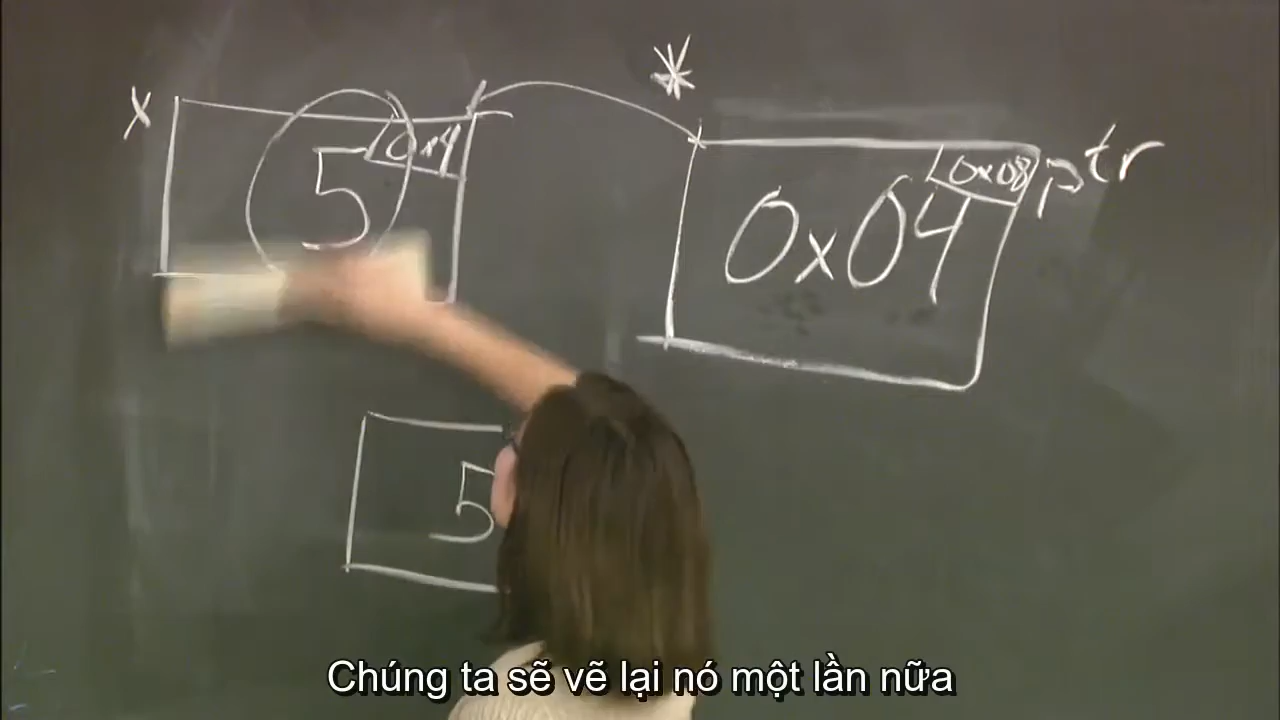 x
5
0x4
*
0x04
0x08
ptr
5
Chúng ta sẽ vẽ lại nó một lần nữa